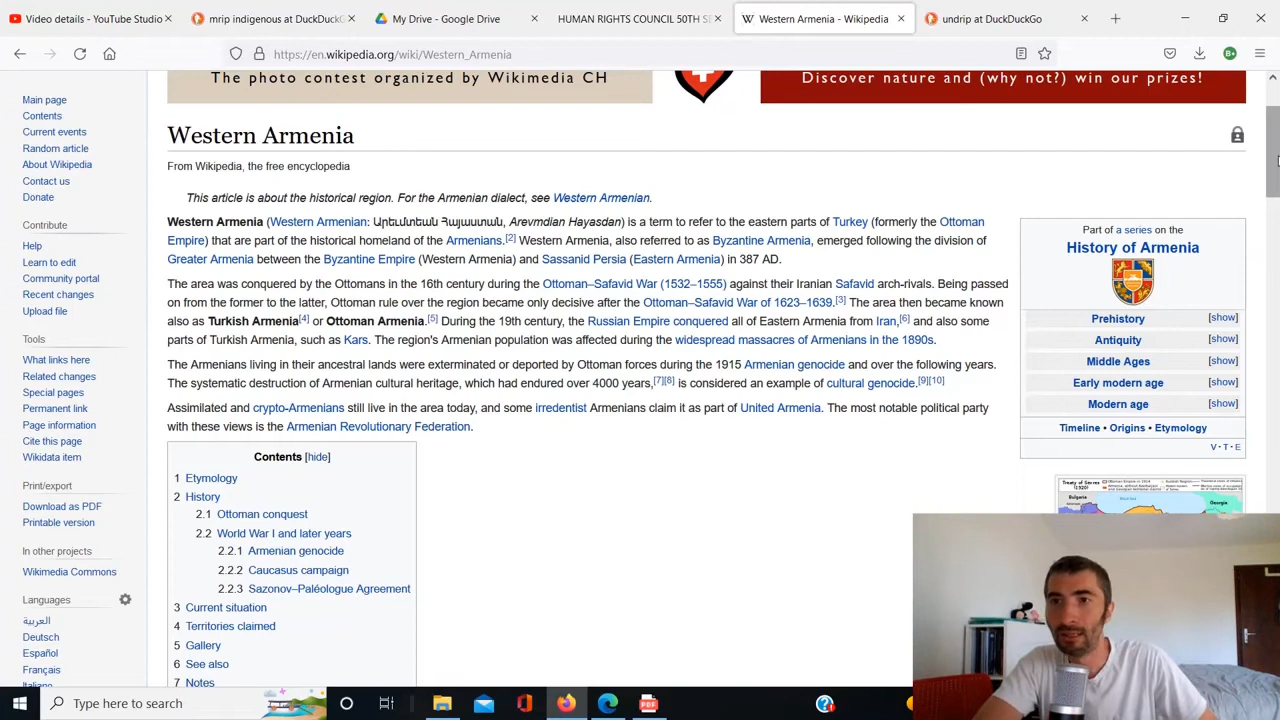 Video details - YouTube Studio
mrip indigenous at DuckDuckGo
My Drive - Google Drive
HUMAN RIGHTS COUNCIL 50TH SE
Western Armenia - Wikipedia
undrip at DuckDuckGo
https://en.wikipedia.org/wiki/Western_Armenia
The photo contest organized by Wikimedia CH
Discover nature and (why not?) win our prizes!
Main page
Contents
Current events
Random article
About Wikipedia
Contact us
Donate
Contribute
Help
Learn to edit
Community portal
Recent changes
Upload file
Tools
What links here
Related changes
Special pages
Permanent link
Page information
Cite this page
Wikidata item
Print/export
Download as PDF
Printable version
In other projects
Wikimedia Commons
Languages
العربية
Deutsch
Español
Français
Italiano
Western Armenia
From Wikipedia, the free encyclopedia
This article is about the historical region. For the Armenian dialect, see Western Armenian.
Western Armenia (Western Armenian: Արեւմտեան Հայաստան, Arevmdian Hayasdan) is a term to refer to the eastern parts of Turkey (formerly the Ottoman
Empire) that are part of the historical homeland of the Armenians.[2] Western Armenia, also referred to as Byzantine Armenia, emerged following the division of
Greater Armenia between the Byzantine Empire (Western Armenia) and Sassanid Persia (Eastern Armenia) in 387 AD.
The area was conquered by the Ottomans in the 16th century during the Ottoman–Safavid War (1532–1555) against their Iranian Safavid arch-rivals. Being passed
on from the former to the latter, Ottoman rule over the region became only decisive after the Ottoman–Safavid War of 1623–1639.[3] The area then became known
also as Turkish Armenia[4] or Ottoman Armenia.[5] During the 19th century, the Russian Empire conquered all of Eastern Armenia from Iran,[6] and also some
parts of Turkish Armenia, such as Kars. The region's Armenian population was affected during the widespread massacres of Armenians in the 1890s.
The Armenians living in their ancestral lands were exterminated or deported by Ottoman forces during the 1915 Armenian genocide and over the following years.
The systematic destruction of Armenian cultural heritage, which had endured over 4000 years,[7][8] is considered an example of cultural genocide.[9][10]
Assimilated and crypto-Armenians still live in the area today, and some irredentist Armenians claim it as part of United Armenia. The most notable political party
with these views is the Armenian Revolutionary Federation.
Contents [hide]
1 Etymology
2 History
2.1 Ottoman conquest
2.2 World War I and later years
2.2.1 Armenian genocide
2.2.2 Caucasus campaign
2.2.3 Sazonov–Paléologue Agreement
3 Current situation
4 Territories claimed
5 Gallery
6 See also
7 Notes
Part of a series on the
History of Armenia
Prehistory [show]
Antiquity [show]
Middle Ages [show]
Early modern age [show]
Modern age [show]
Timeline • Origins • Etymology
V • T • E
Treaty of Sevres
(1920)
Bulgaria
Georgia
Type here to search
PDF